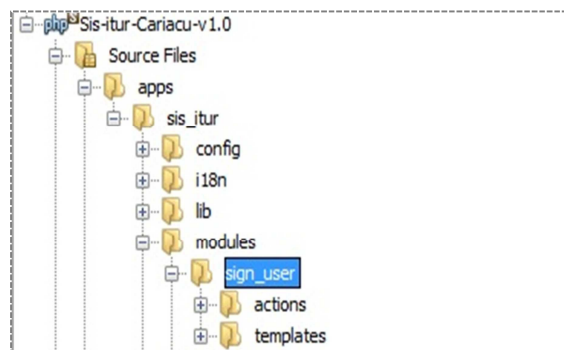 php Sis-itur-Cariacu-v1.0
Source Files
apps
sis_itur
config
i18n
lib
modules
sign_user
actions
templates